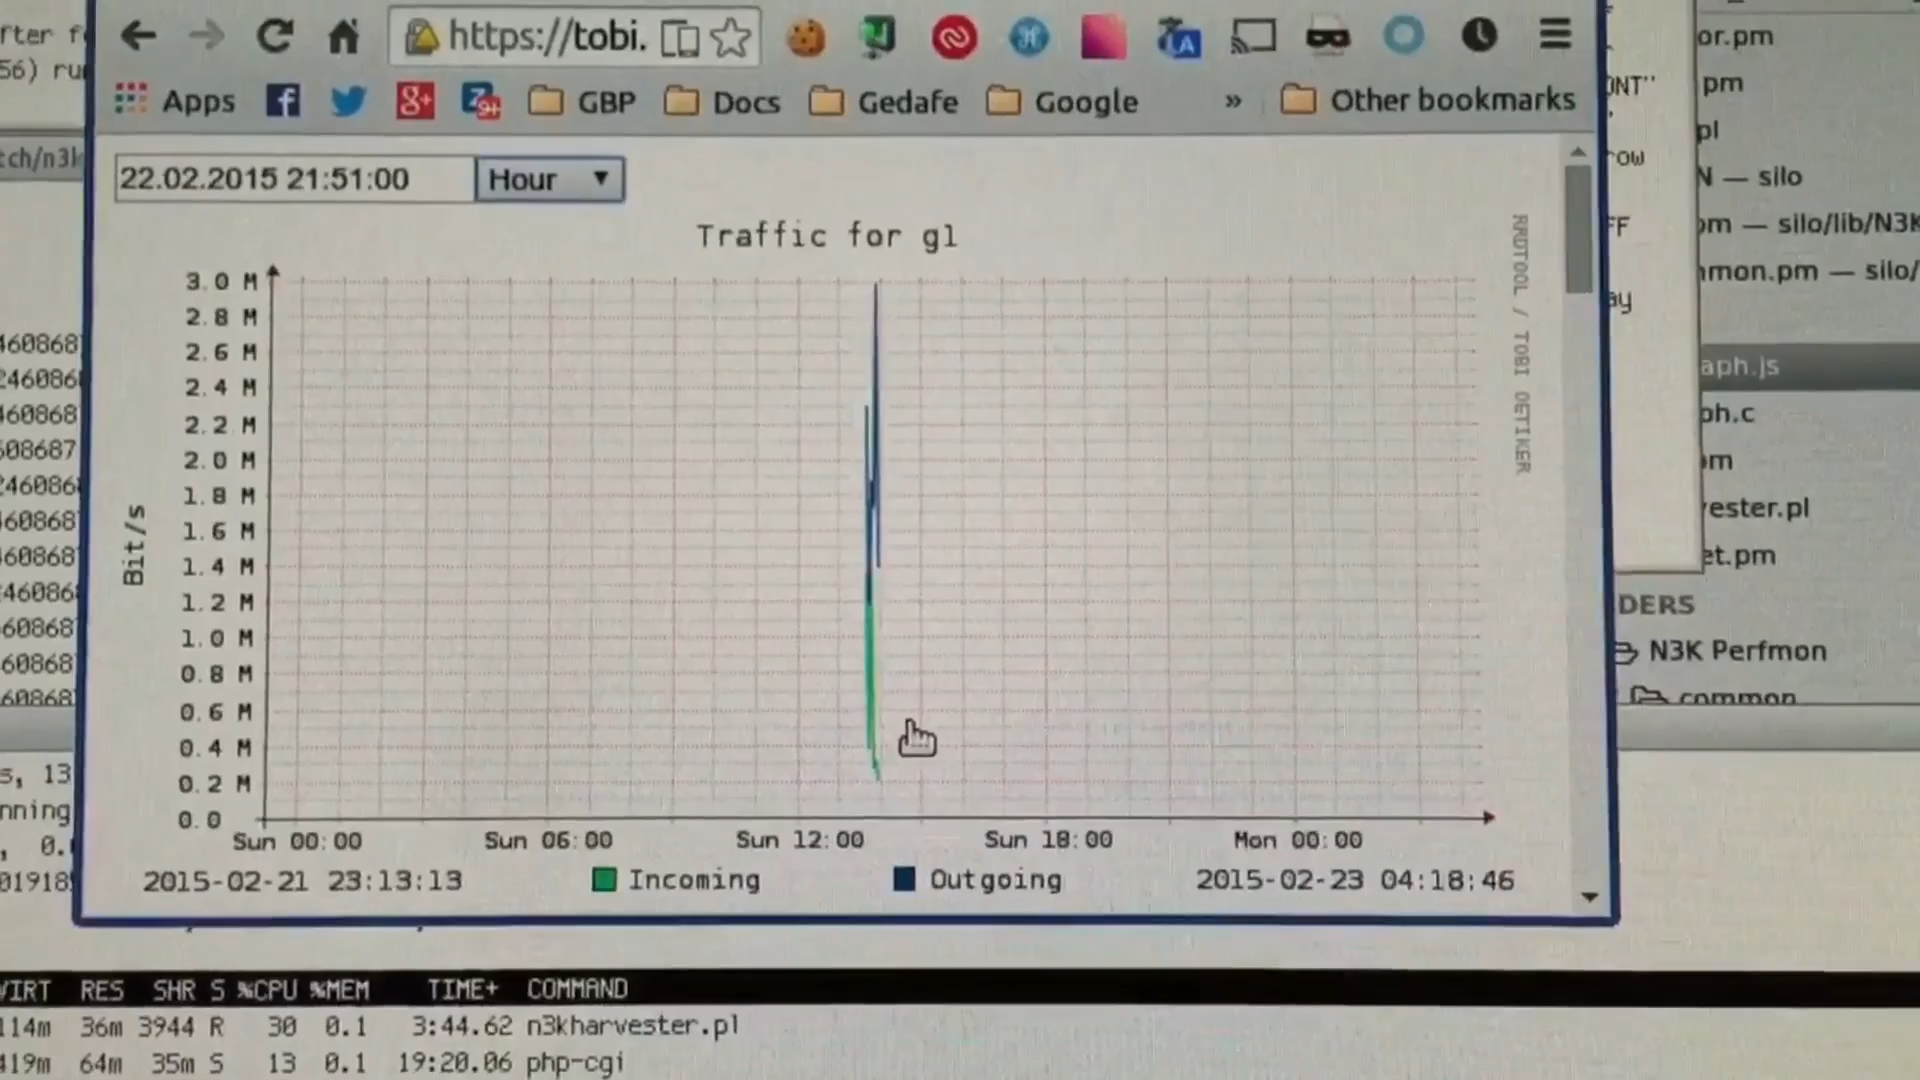 https://tobi.
Apps GBP Docs Gedafe Google » Other bookmarks
22.02.2015 21:51:00 Hour
Traffic for g1
RRDTOOL / TOBI OETIKER
Bit/s
3.0 M
2.8 M
2.6 M
2.4 M
2.2 M
2.0 M
1.8 M
1.6 M
1.4 M
1.2 M
1.0 M
0.8 M
0.6 M
0.4 M
0.2 M
0.0
Sun 00:00 Sun 06:00 Sun 12:00 Sun 18:00 Mon 00:00
2015-02-21 23:13:13 Incoming Outgoing 2015-02-23 04:18:46
or.pm
pm
pl
N — silo
pm — silo/lib/N3K
mmon.pm — silo/
aph.js
ph.c
vester.pl
et.pm
DERS
N3K Perfmon
common
VIRT RES SHR S %CPU %MEM TIME+ COMMAND
114m 36m 3944 R 30 0.1 3:44.62 n3kharvester.pl
419m 64m 35m S 13 0.1 19:20.06 php-cgi